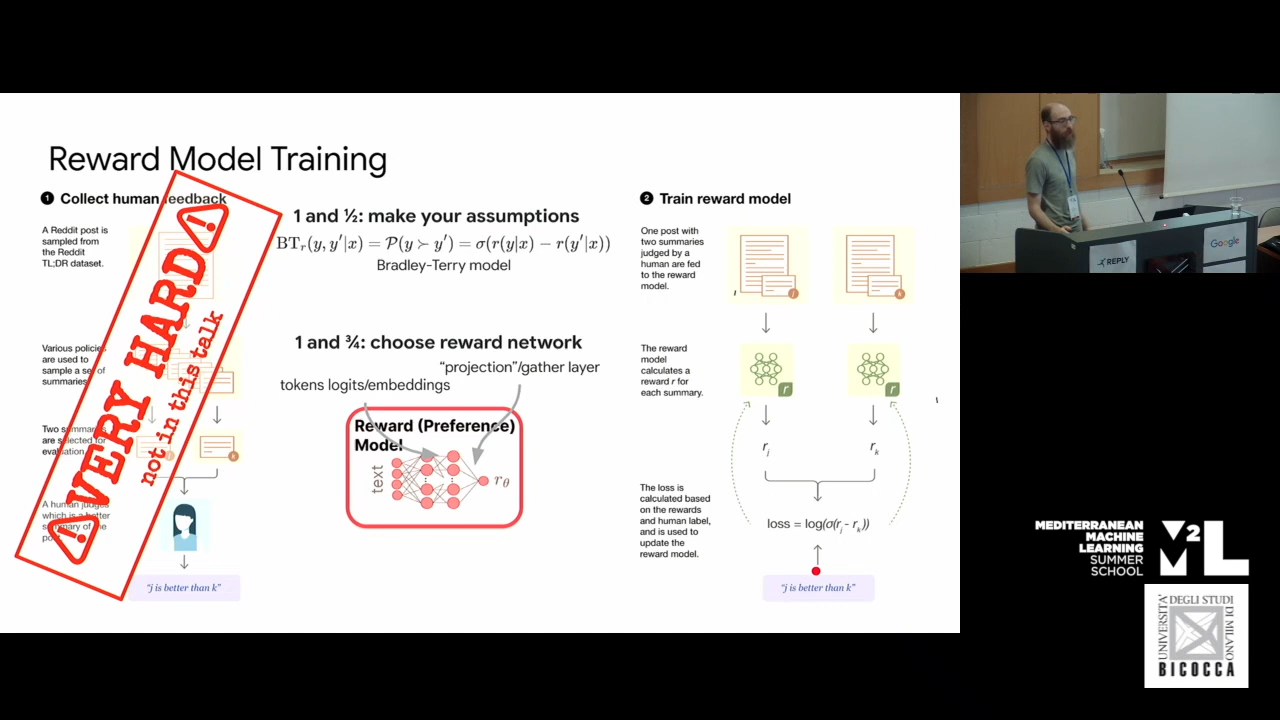 Reward Model Training
1 Collect human feedback
A Reddit post is
sampled from
the Reddit
TL;DR dataset.
Various policies
are used to
sample a set of
summaries.
Two summaries
are selected for
evaluation.
A human judges
which is a better
summary of the
post.
j
k
"j is better than k"
VERY HARD
not in this talk
1 and ½: make your assumptions
BT_r(y, y′|x) = P(y ≻ y′) = σ(r(y|x) − r(y′|x))
Bradley-Terry model
1 and ¾: choose reward network
"projection"/gather layer
tokens logits/embeddings
Reward (Preference)
Model
text
r_θ
2 Train reward model
One post with
two summaries
judged by a
human are fed
to the reward
model.
j
k
The reward
model
calculates a
reward r for
each summary.
r
r
r_j
r_k
The loss is
calculated based
on the rewards
and human label,
and is used to
update the
reward model.
loss = log(σ(r_j - r_k))
"j is better than k"
REPLY
Google
MEDITERRANEAN
MACHINE
LEARNING
SUMMER
SCHOOL
M2L
UNIVERSITÀ
DEGLI STUDI
DI MILANO
BICOCCA